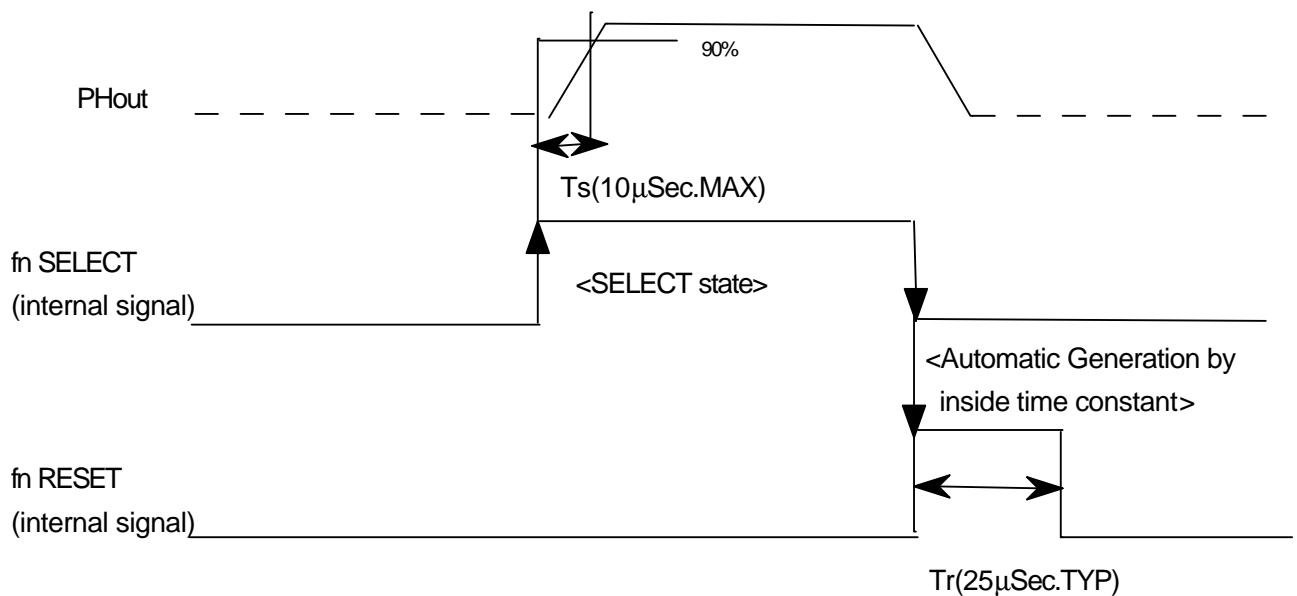 90%
PHout
Ts(10μSec.MAX)
fn SELECT
(internal signal)
<SELECT state>
<Automatic Generation by
inside time constant>
fn RESET
(internal signal)
Tr(25μSec.TYP)